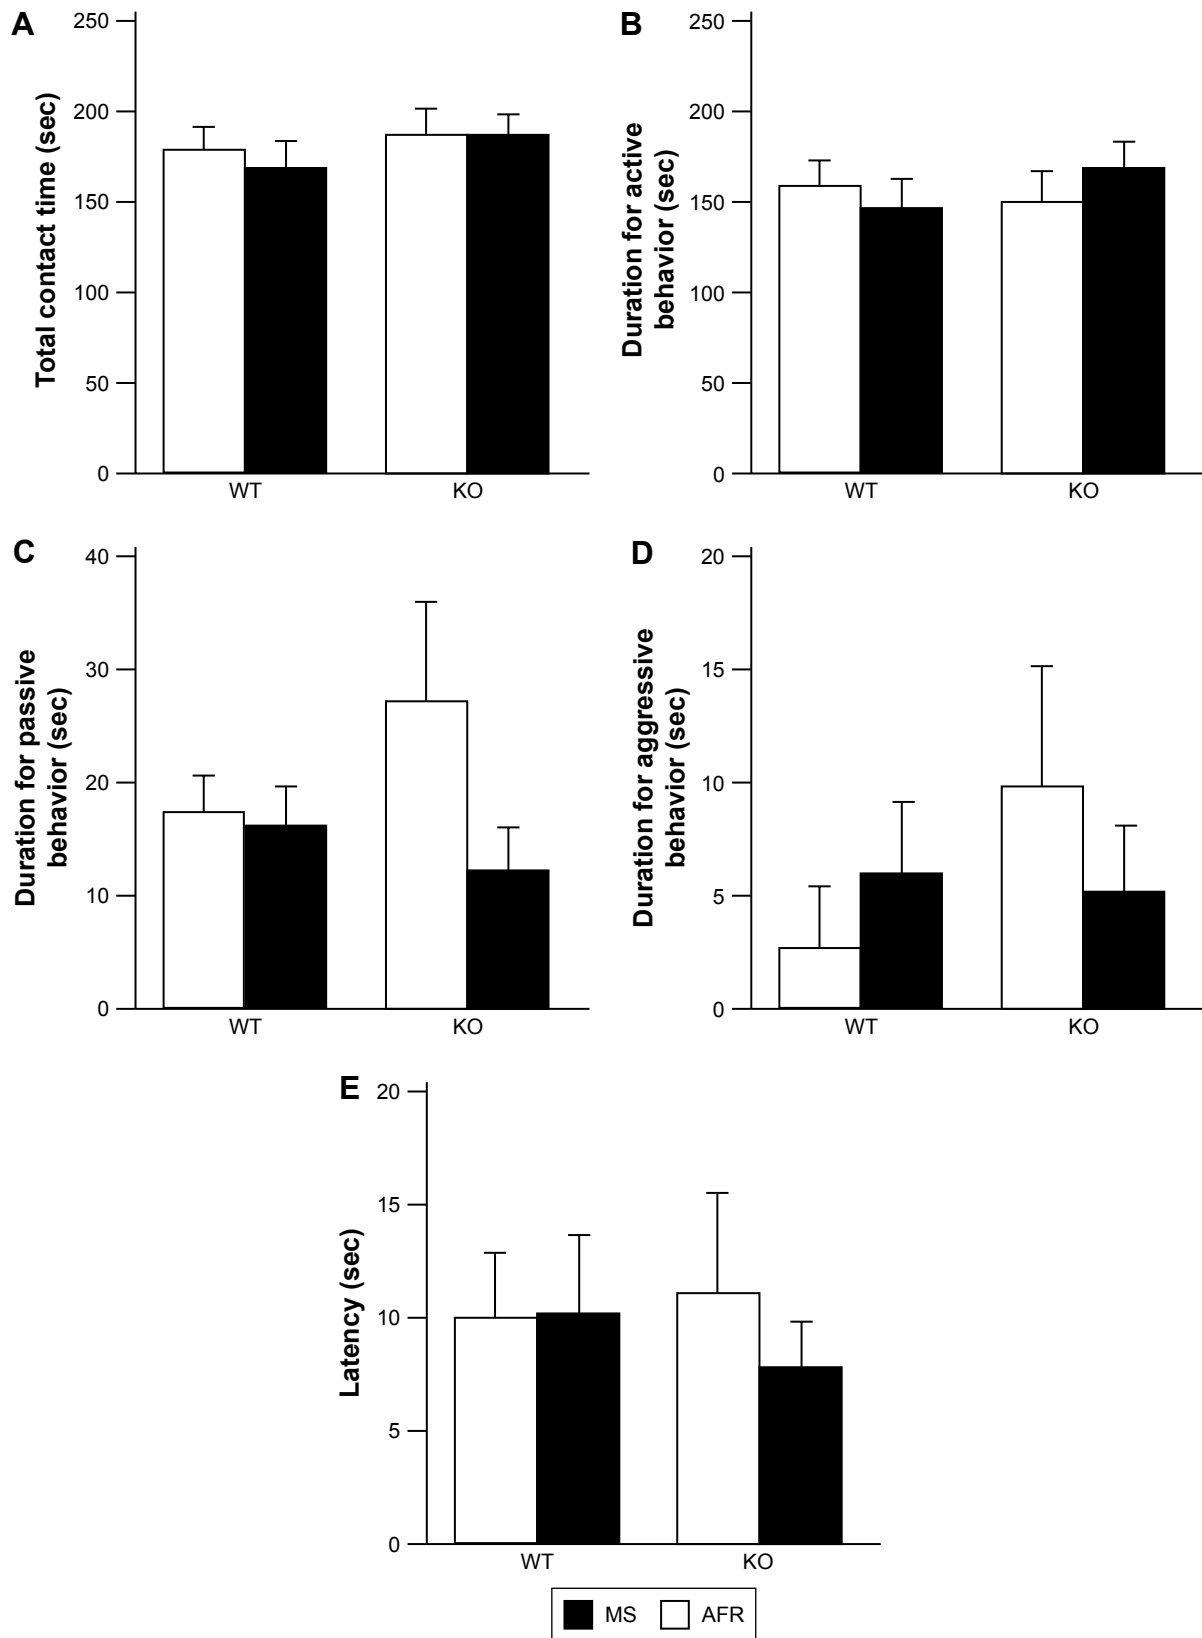 A
250
200
150
100
50
0
Total contact time (sec)
WT
KO
B
250
200
150
100
50
0
Duration for active
behavior (sec)
WT
KO
C
40
30
20
10
0
Duration for passive
behavior (sec)
WT
KO
D
20
15
10
5
0
Duration for aggressive
behavior (sec)
WT
KO
E
20
15
10
5
0
Latency (sec)
WT
KO
MS AFR